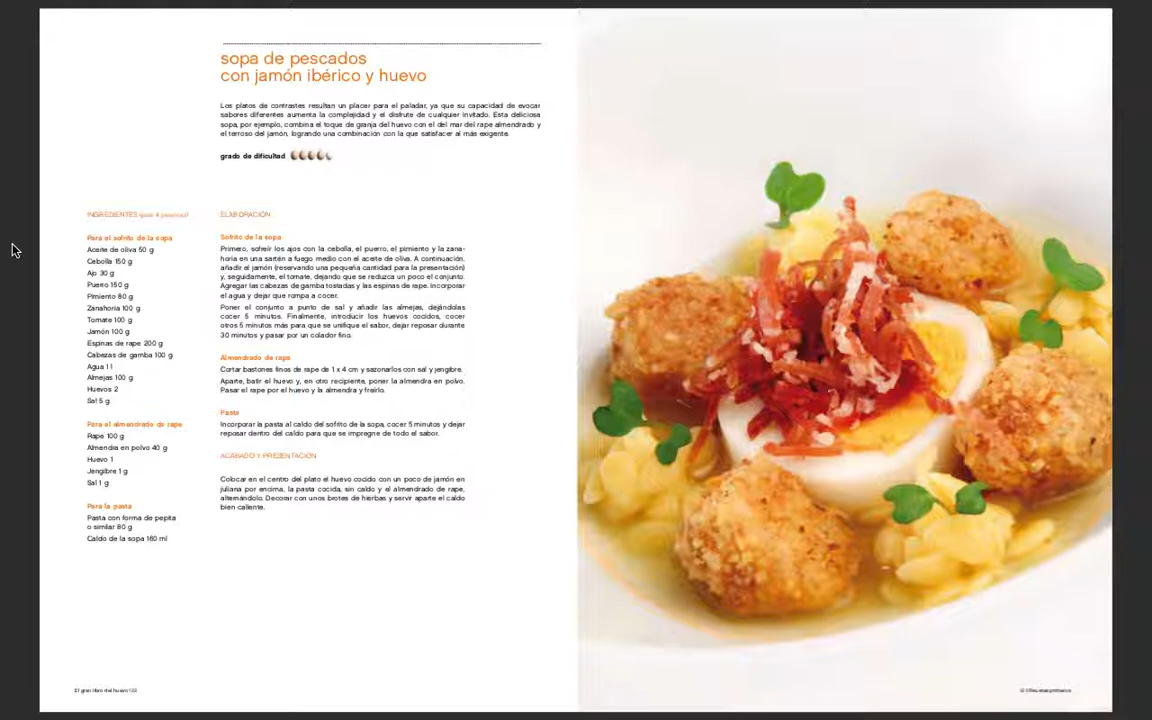 sopa de pescados
con jamón ibérico y huevo
Los platos de contrastes resultan un placer para el paladar, ya que su capacidad de evocar
sabores diferentes aumenta la complejidad y el disfrute de cualquier invitado. Esta deliciosa
sopa, por ejemplo, combina el toque de granja del huevo con el del mar del rape almendrado y
el terroso del jamón, logrando una combinación con la que satisfacer al más exigente.
grado de dificultad
INGREDIENTES (para 4 personas)
Para el sofrito de la sopa
Aceite de oliva 50 g
Cebolla 150 g
Ajo 30 g
Puerro 150 g
Pimiento 80 g
Zanahoria 100 g
Tomate 100 g
Jamón 100 g
Espinas de rape 200 g
Cabezas de gamba 100 g
Agua 1 l
Almejas 100 g
Huevos 2
Sal 5 g
Para el almendrado de rape
Rape 100 g
Almendra en polvo 40 g
Huevo 1
Jengibre 1 g
Sal 1 g
Para la pasta
Pasta con forma de pepita
o similar 80 g
Caldo de la sopa 160 ml
ELABORACIÓN
Sofrito de la sopa
Primero, sofreír los ajos con la cebolla, el puerro, el pimiento y la zana-
horia en una sartén a fuego medio con el aceite de oliva. A continuación,
añadir el jamón (reservando una pequeña cantidad para la presentación)
y, seguidamente, el tomate, dejando que se reduzca un poco el conjunto.
Agregar las cabezas de gamba tostadas y las espinas de rape. Incorporar
el agua y dejar que rompa a cocer.
Poner el conjunto a punto de sal y añadir las almejas, dejándolas
cocer 5 minutos. Finalmente, introducir los huevos cocidos, cocer
otros 5 minutos más para que se unifique el sabor, dejar reposar durante
30 minutos y pasar por un colador fino.
Almendrado de rape
Cortar bastones finos de rape de 1 x 4 cm y sazonarlos con sal y jengibre.
Aparte, batir el huevo y, en otro recipiente, poner la almendra en polvo.
Pasar el rape por el huevo y la almendra y freírlo.
Pasta
Incorporar la pasta al caldo del sofrito de la sopa, cocer 5 minutos y dejar
reposar dentro del caldo para que se impregne de todo el sabor.
ACABADO Y PRESENTACIÓN
Colocar en el centro del plato el huevo cocido con un poco de jamón en
juliana por encima, la pasta cocida, sin caldo y el almendrado de rape,
alternándolo. Decorar con unos brotes de hierbas y servir aparte el caldo
bien caliente.
El gran libro del huevo